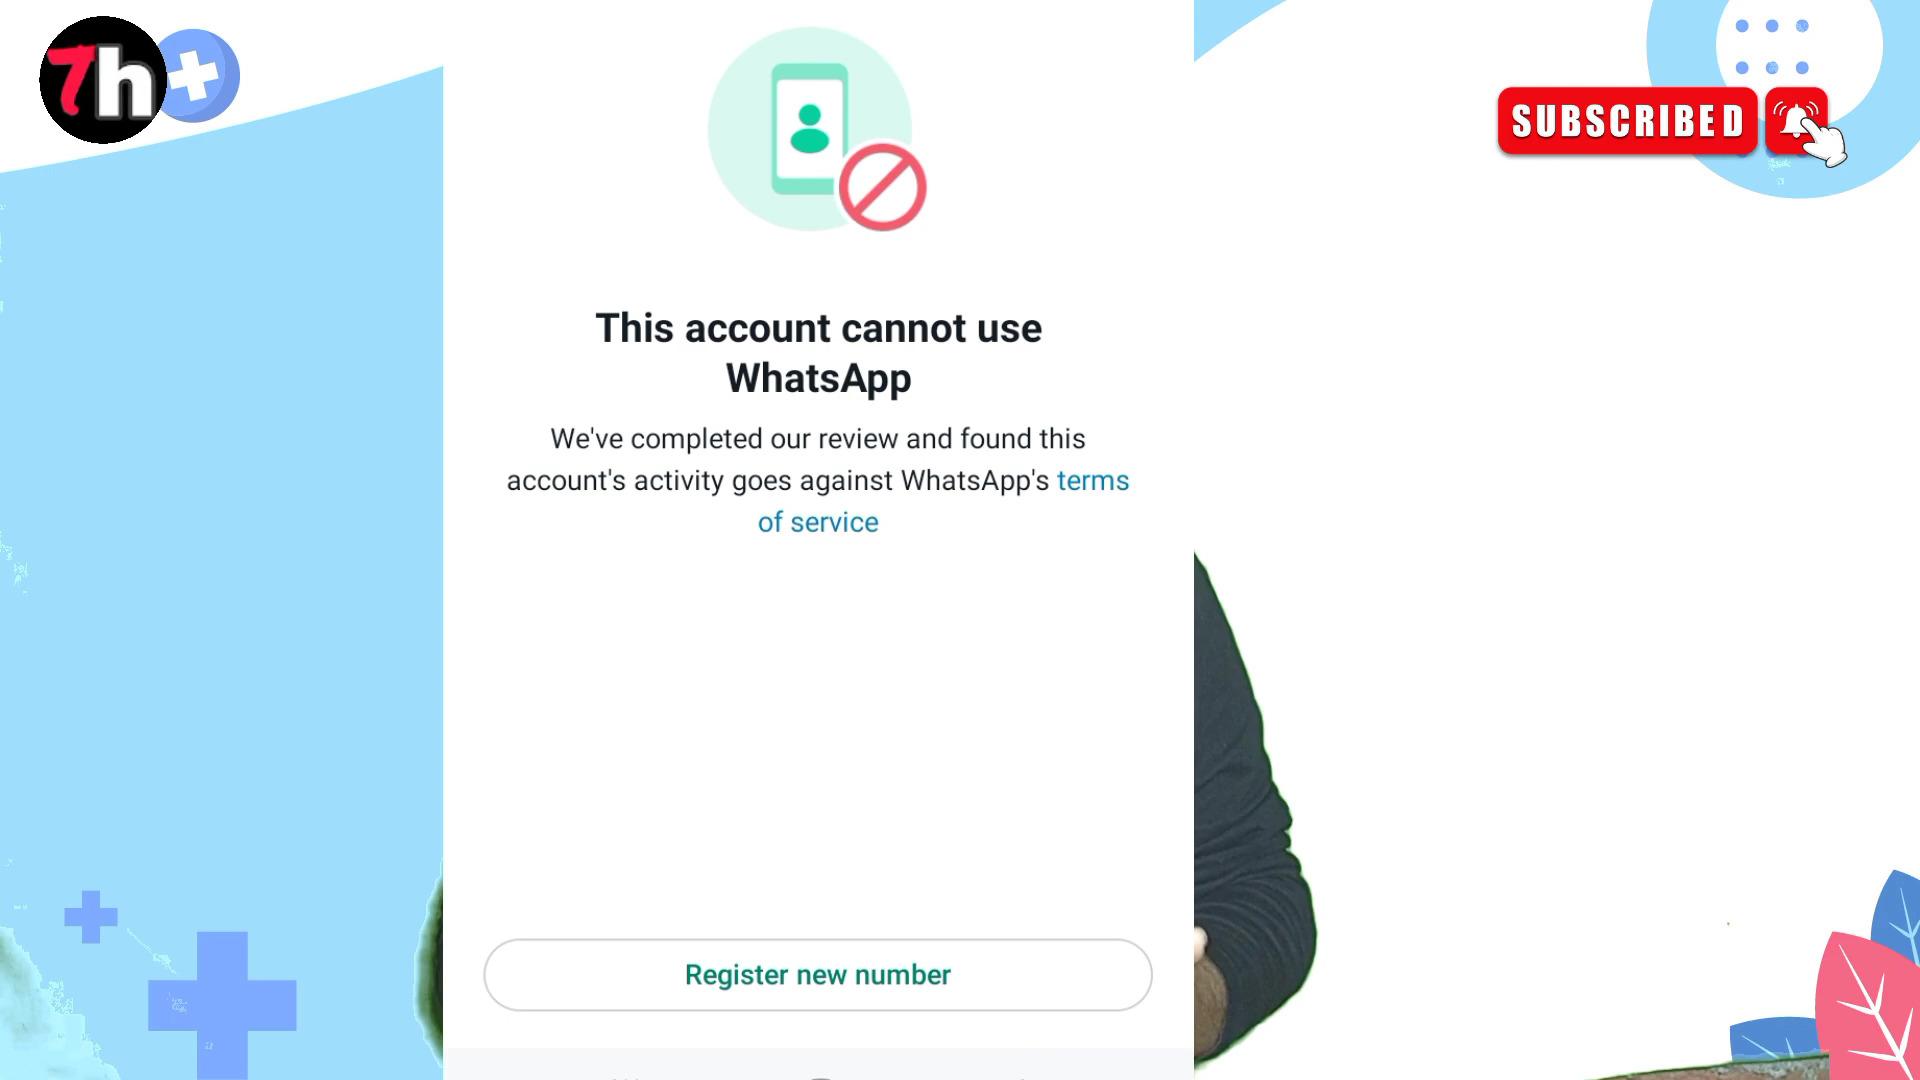 7h
SUBSCRIBED
This account cannot use
WhatsApp
We've completed our review and found this
account's activity goes against WhatsApp's terms
of service
Register new number